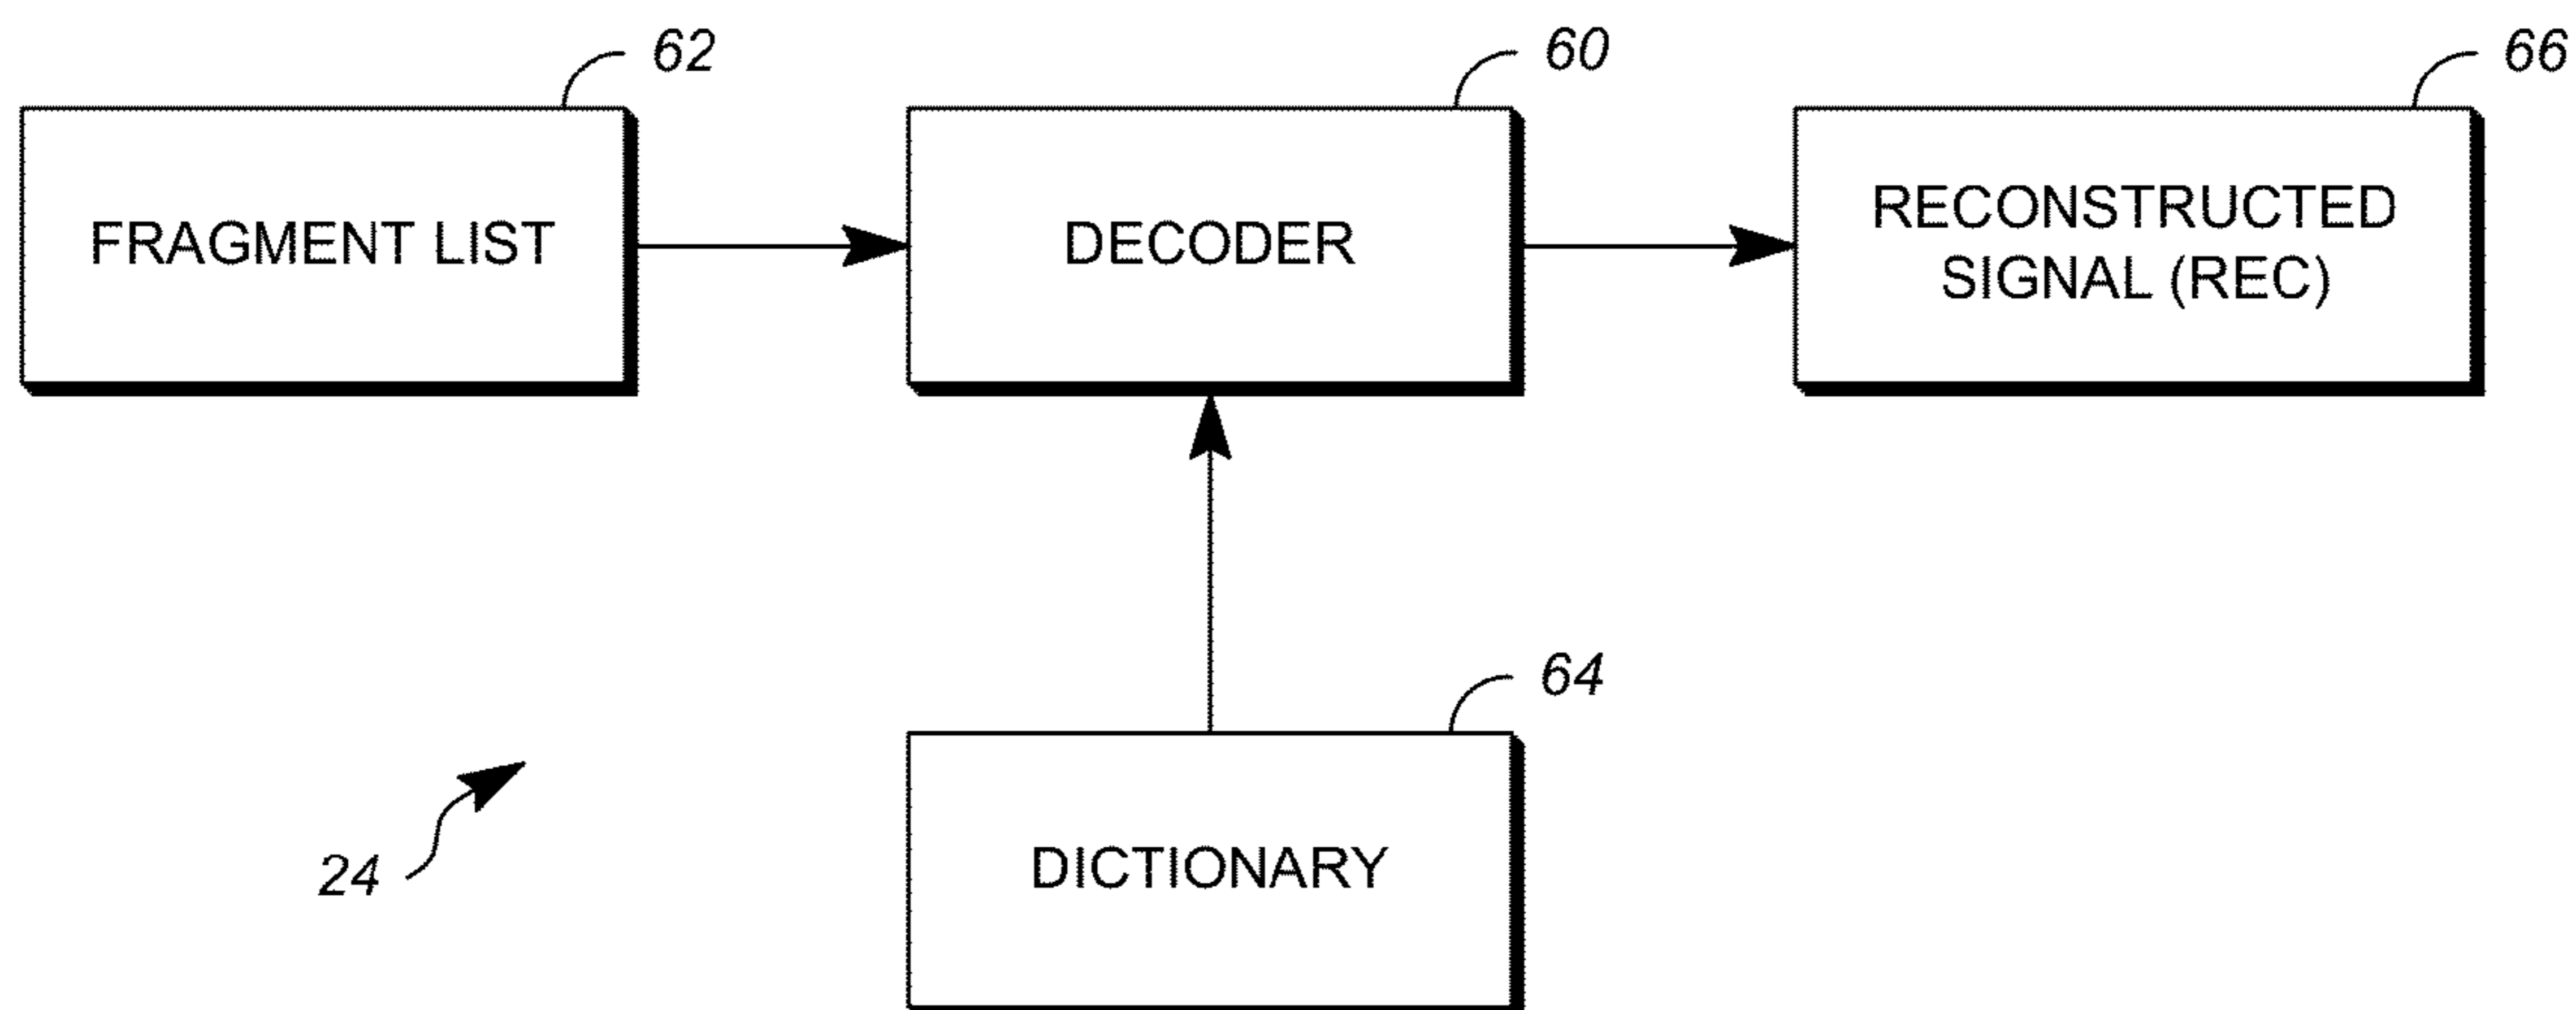 62
60
66
FRAGMENT LIST
DECODER
RECONSTRUCTED
SIGNAL (REC)
64
24
DICTIONARY